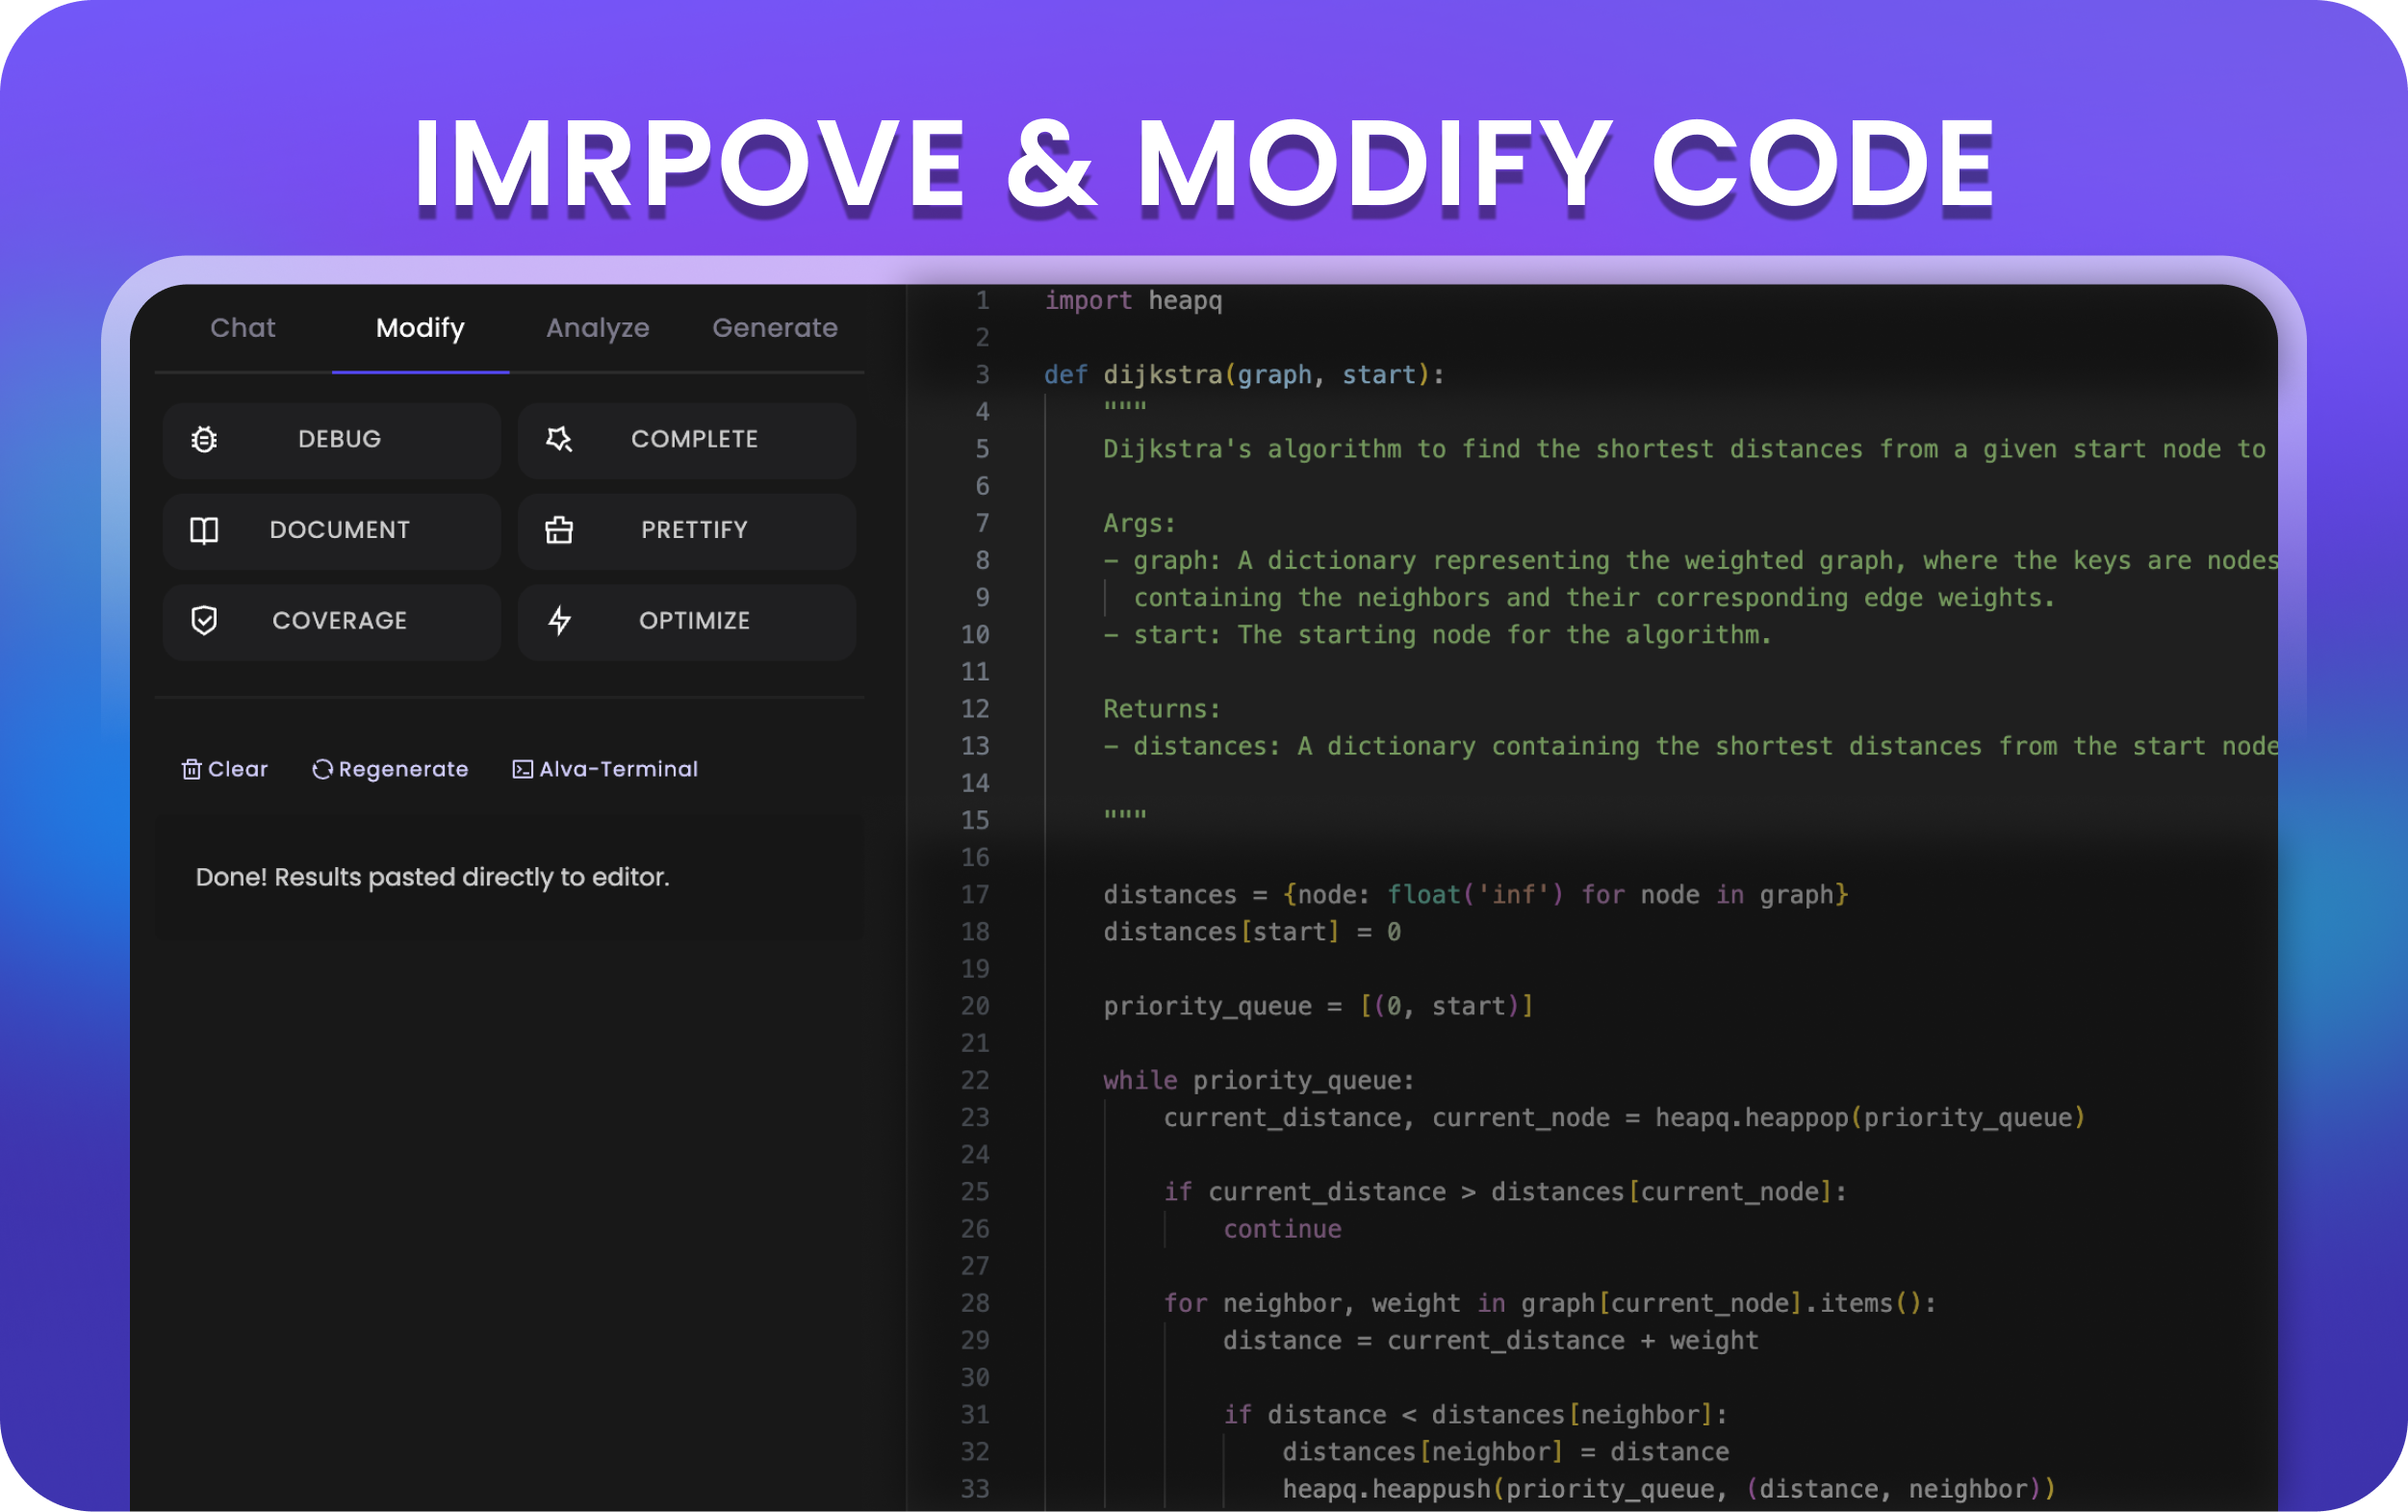 IMRPOVE & MODIFY CODE
Chat Modify Analyze Generate
DEBUG COMPLETE
DOCUMENT PRETTIFY
COVERAGE OPTIMIZE
Clear Regenerate Alva-Terminal
Done! Results pasted directly to editor.
1 import heapq
2
3 def dijkstra(graph, start):
4 """
5 Dijkstra's algorithm to find the shortest distances from a given start node to
6
7 Args:
8 - graph: A dictionary representing the weighted graph, where the keys are nodes
9 containing the neighbors and their corresponding edge weights.
10 - start: The starting node for the algorithm.
11
12 Returns:
13 - distances: A dictionary containing the shortest distances from the start node
14
15 """
16
17 distances = {node: float('inf') for node in graph}
18 distances[start] = 0
19
20 priority_queue = [(0, start)]
21
22 while priority_queue:
23 current_distance, current_node = heapq.heappop(priority_queue)
24
25 if current_distance > distances[current_node]:
26 continue
27
28 for neighbor, weight in graph[current_node].items():
29 distance = current_distance + weight
30
31 if distance < distances[neighbor]:
32 distances[neighbor] = distance
33 heapq.heappush(priority_queue, (distance, neighbor))